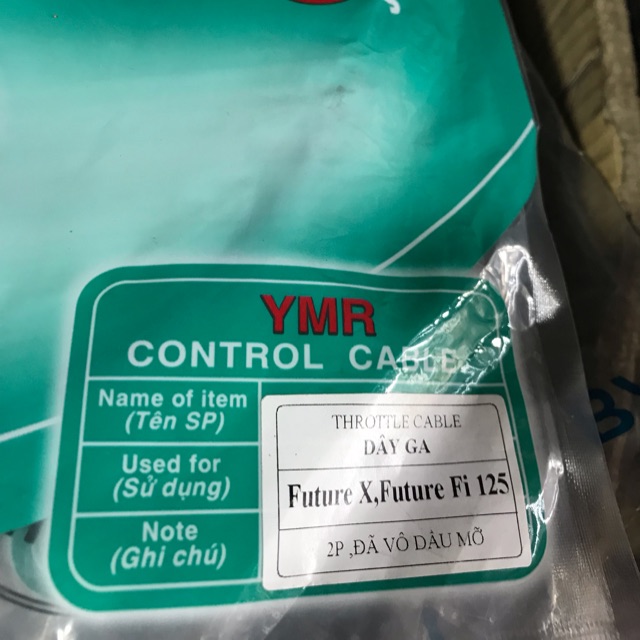 YMR
CONTROL CABLE
Name of item
(Tên SP)
THROTTLE CABLE
DÂY GA
Used for
(Sử dụng)
Future X,Future Fi 125
Note
(Ghi chú)
2P ,ĐÃ VÔ DẦU MỠ